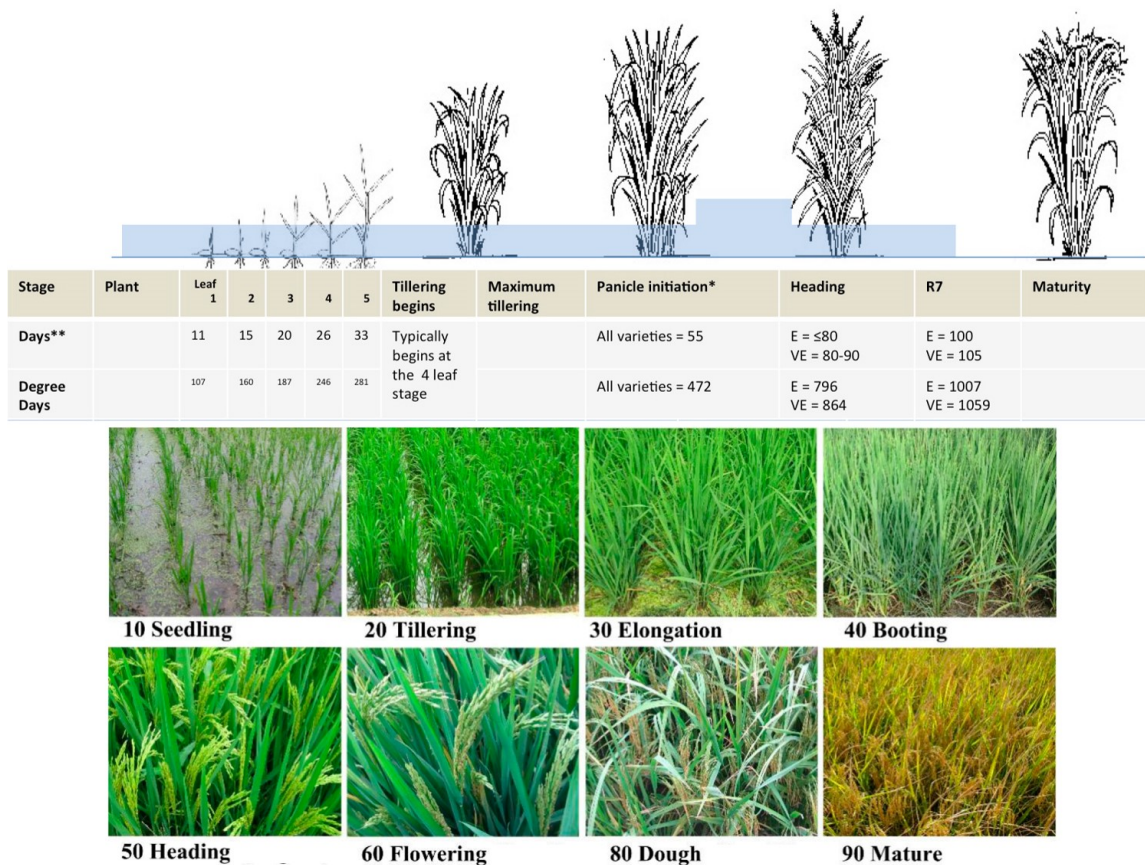 Stage Plant Leaf 1 2 3 4 5 Tillering begins Maximum tillering Panicle initiation* Heading R7 Maturity
Days** 11 15 20 26 33 Typically begins at the 4 leaf stage All varieties = 55 E = ≤80 VE = 80-90 E = 100 VE = 105
Degree Days 107 160 187 246 281 All varieties = 472 E = 796 VE = 864 E = 1007 VE = 1059
10 Seedling 20 Tillering 30 Elongation 40 Booting
50 Heading 60 Flowering 80 Dough 90 Mature